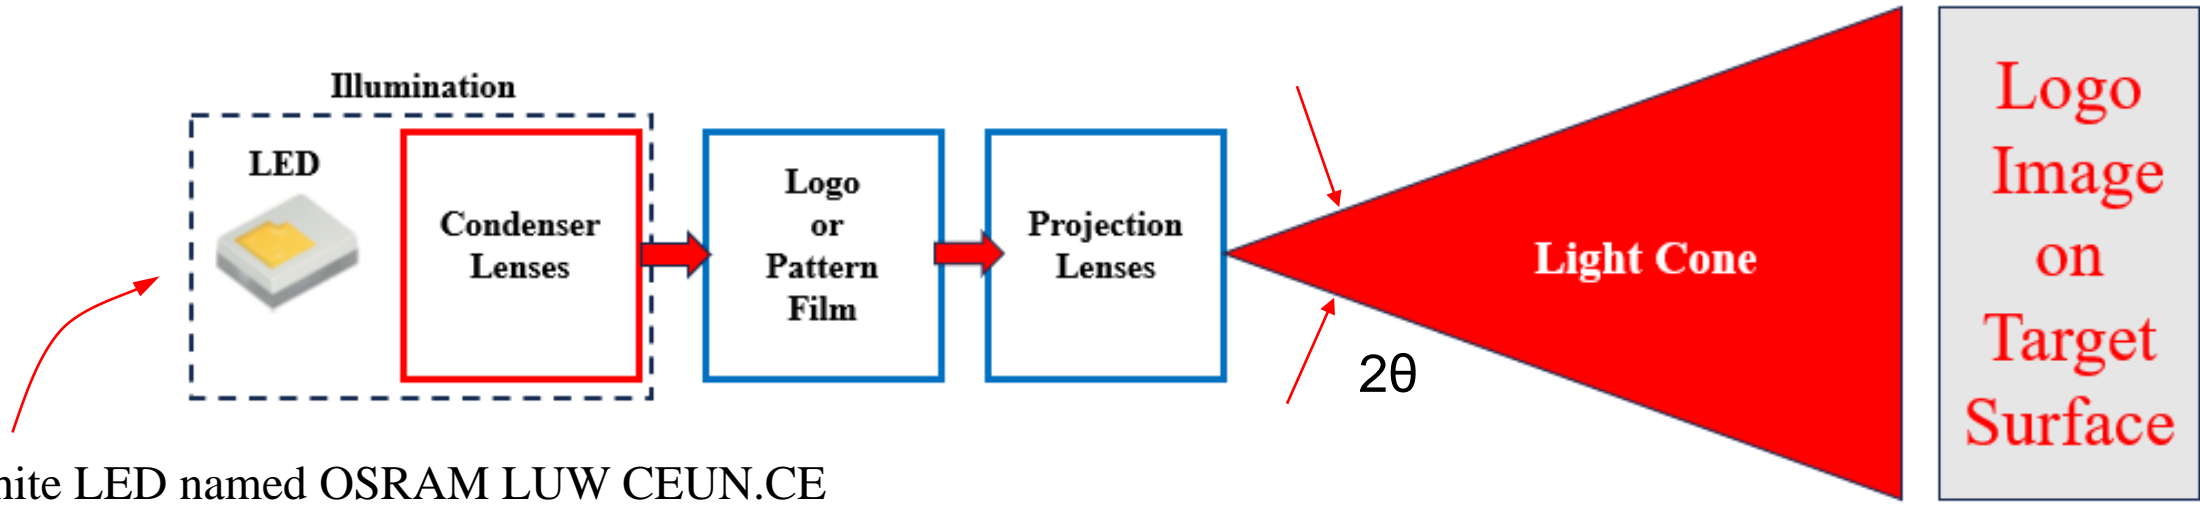 Illumination
LED
Condenser
Lenses
Logo
or
Pattern
Film
Projection
Lenses
2θ
Light Cone
Logo
Image
on
Target
Surface
LED named OSRAM LUW CEUN.CE